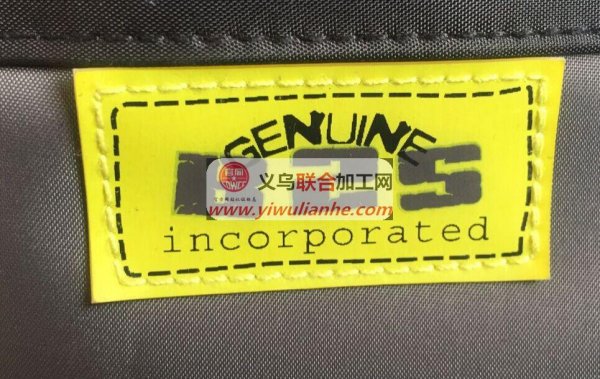 GENUINE
义乌联合加工网
www.yiwulianhe.com
incorporated